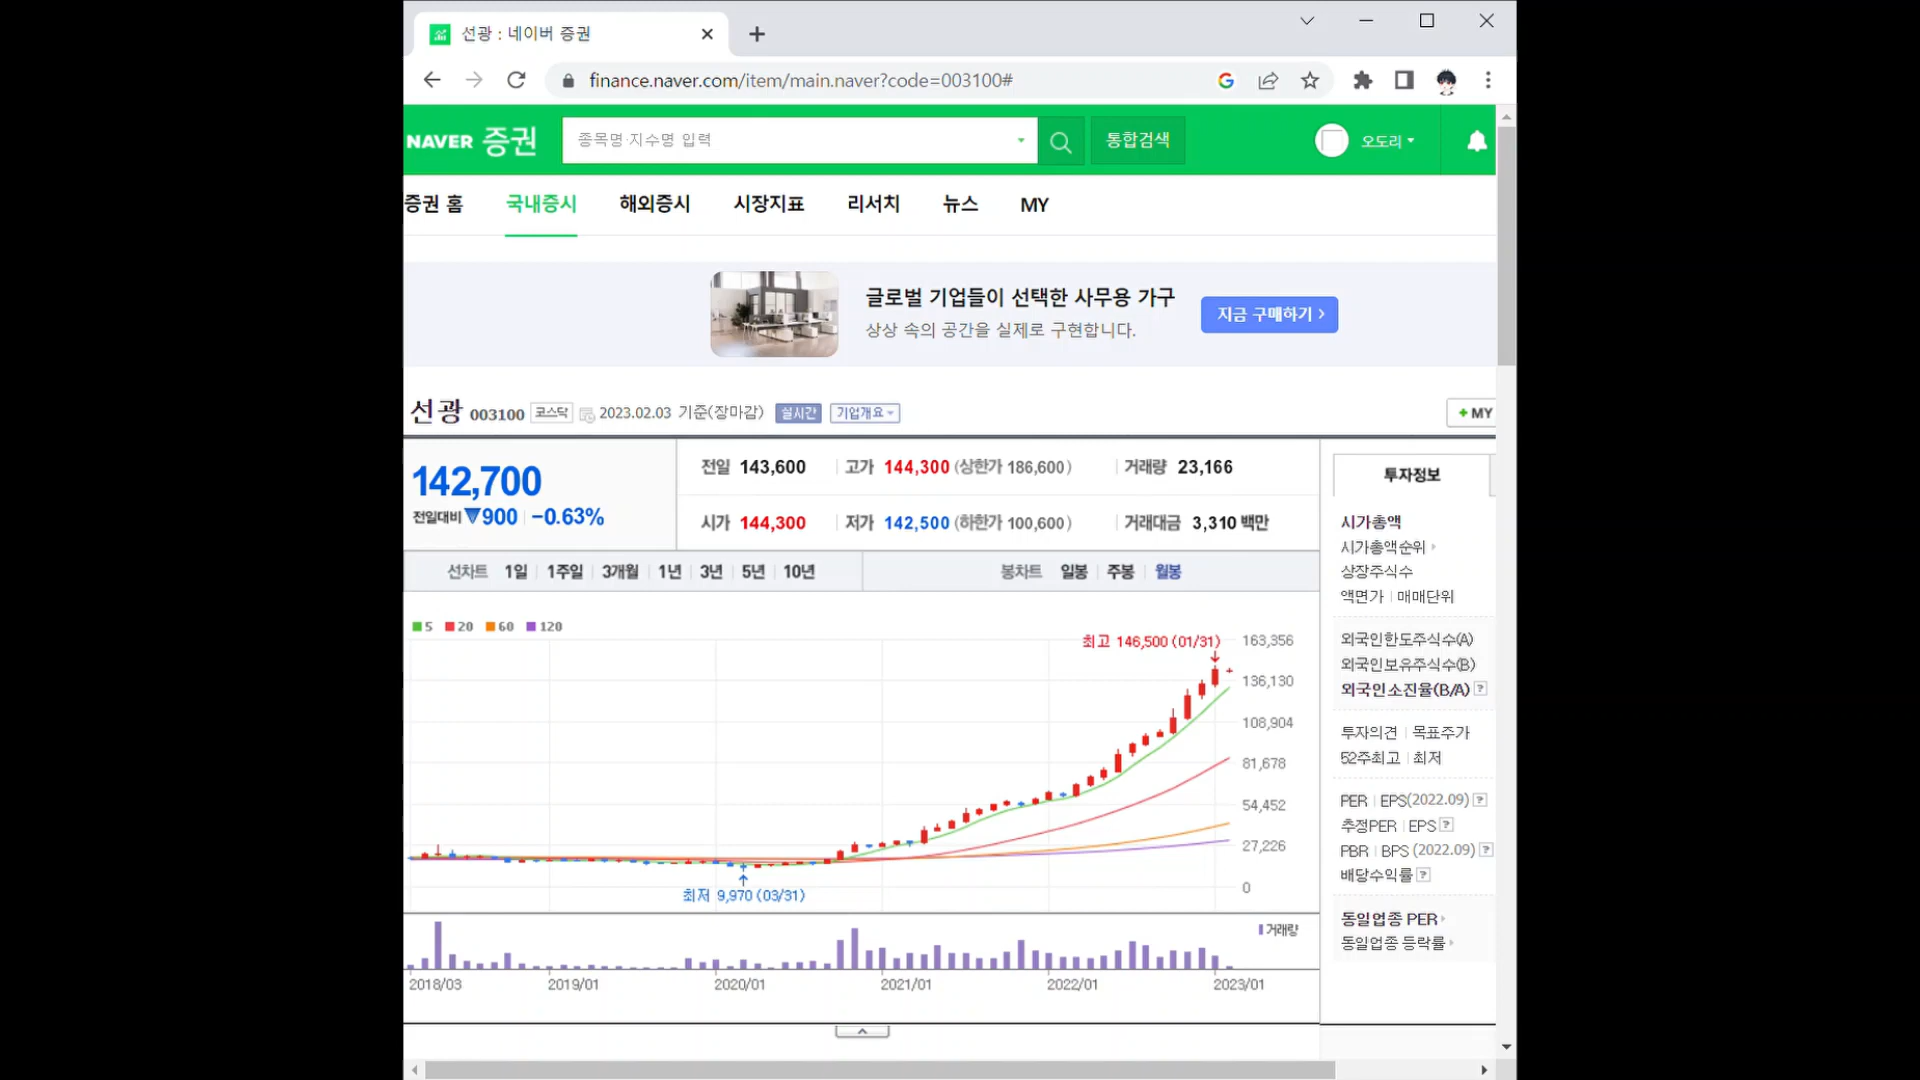 선광 : 네이버 증권
finance.naver.com/item/main.naver?code=003100#
NAVER 증권
종목명·지수명 입력
통합검색
오도리
증권 홈 국내증시 해외증시 시장지표 리서치 뉴스 MY
글로벌 기업들이 선택한 사무용 가구
상상 속의 공간을 실제로 구현합니다.
지금 구매하기 >
선광 003100 코스닥 2023.02.03 기준(장마감) 실시간 기업개요
+ MY
142,700
전일대비 ▼900 -0.63%
전일 143,600 고가 144,300 (상한가 186,600) 거래량 23,166
시가 144,300 저가 142,500 (하한가 100,600) 거래대금 3,310 백만
선차트 1일 1주일 3개월 1년 3년 5년 10년
봉차트 일봉 주봉 월봉
5 20 60 120
최고 146,500 (01/31)
163,356
136,130
108,904
81,678
54,452
27,226
0
최저 9,970 (03/31)
거래량
2018/03 2019/01 2020/01 2021/01 2022/01 2023/01
투자정보
시가총액
시가총액순위
상장주식수
액면가 | 매매단위
외국인한도주식수(A)
외국인보유주식수(B)
외국인소진율(B/A) ?
투자의견 | 목표주가
52주최고 | 최저
PER | EPS(2022.09) ?
추정PER | EPS ?
PBR | BPS (2022.09) ?
배당수익률 ?
동일업종 PER
동일업종 등락률